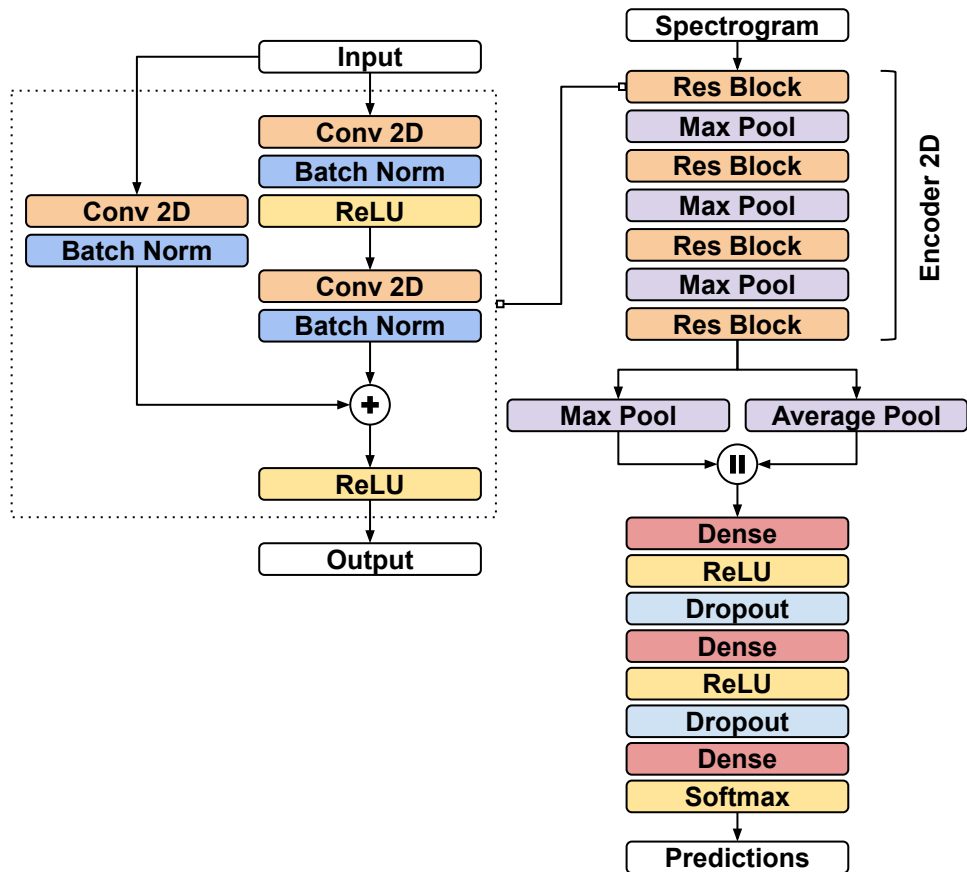 Input
Conv 2D
Batch Norm
ReLU
Conv 2D
Batch Norm
Conv 2D
Batch Norm
+
ReLU
Output
Spectrogram
Res Block
Max Pool
Res Block
Max Pool
Res Block
Max Pool
Res Block
Encoder 2D
Max Pool
Average Pool
Dense
ReLU
Dropout
Dense
ReLU
Dropout
Dense
Softmax
Predictions